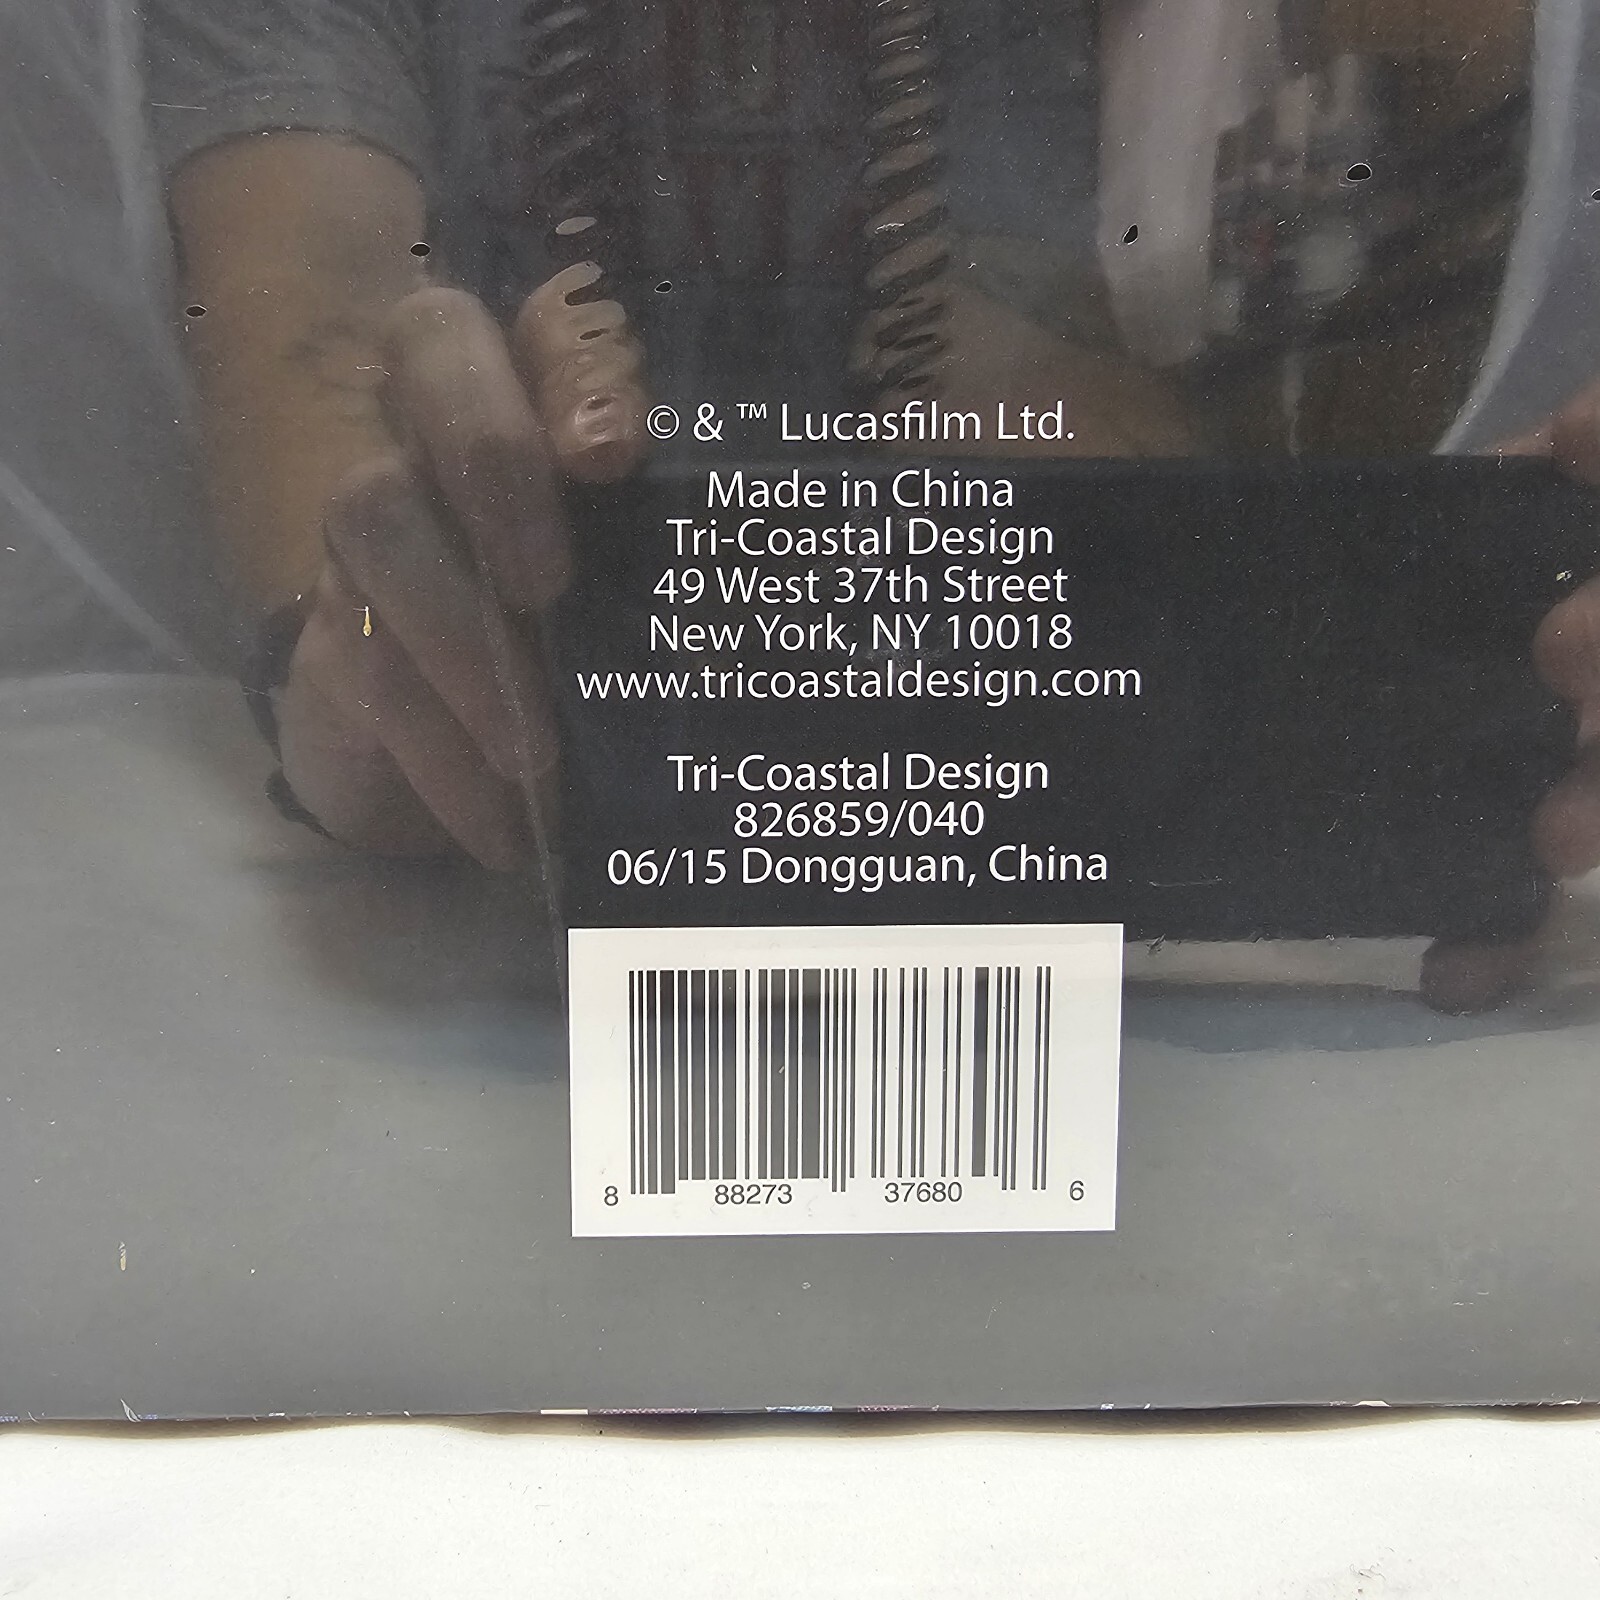 © & ™ Lucasfilm Ltd.
Made in China
Tri-Coastal Design
49 West 37th Street
New York, NY 10018
www.tricoastaldesign.com
Tri-Coastal Design
826859/040
06/15 Dongguan, China
8 88273 37680 6